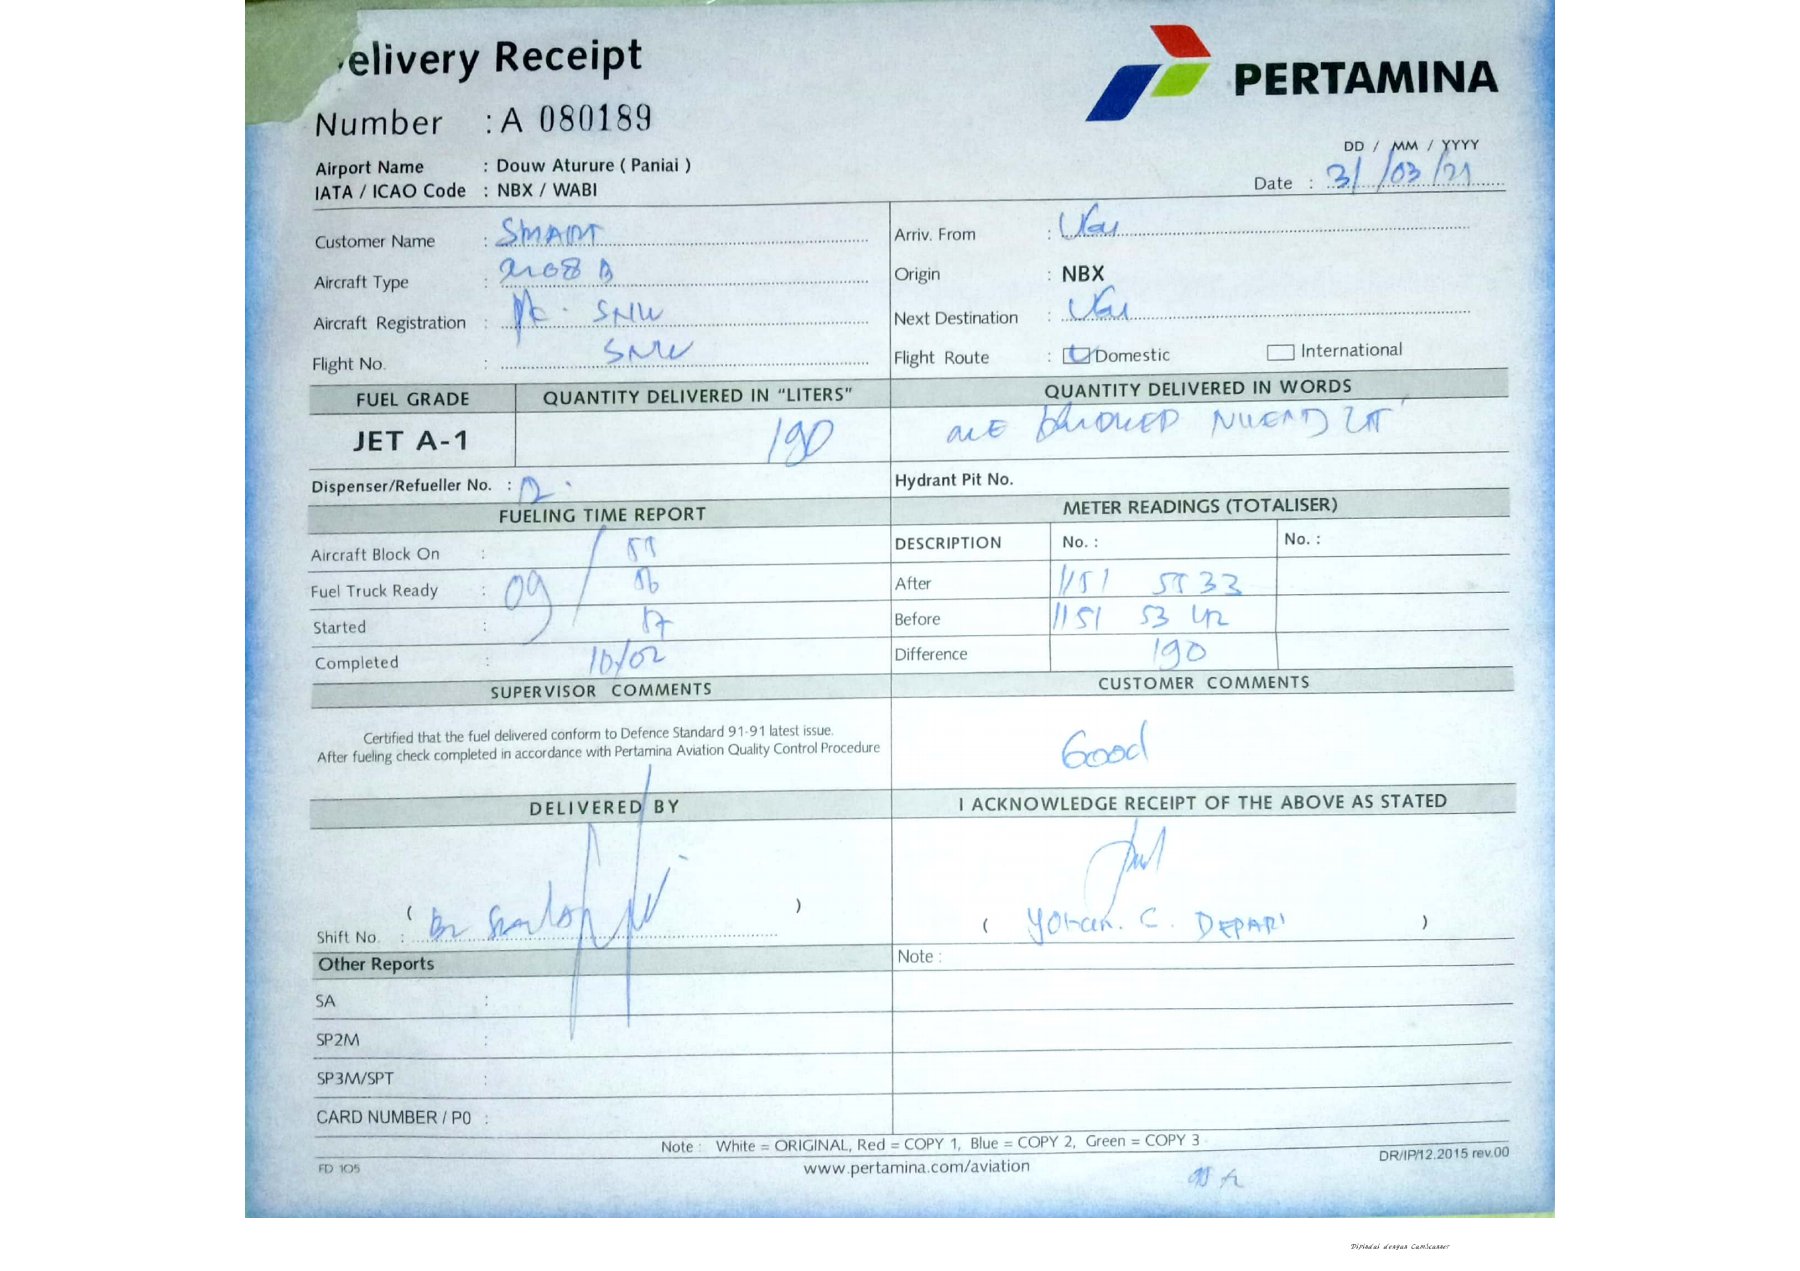 elivery Receipt
PERTAMINA
Number : A 080189
DD / MM / YYYY
Airport Name : Douw Aturure ( Paniai )
Date : 31/03/21
IATA / ICAO Code : NBX / WABI
Customer Name : SMART
Arriv. From :
Aircraft Type :
Origin : NBX
Aircraft Registration : PK - SNW
Next Destination :
Flight No. : SNW
Flight Route : Domestic International
FUEL GRADE QUANTITY DELIVERED IN "LITERS" QUANTITY DELIVERED IN WORDS
JET A-1 190
Dispenser/Refueller No. :
Hydrant Pit No.
FUELING TIME REPORT
METER READINGS (TOTALISER)
DESCRIPTION No. : No. :
Aircraft Block On :
After 1151
Fuel Truck Ready : 09
Before 1151 53
Started :
Difference 190
Completed : 10/02
SUPERVISOR COMMENTS
CUSTOMER COMMENTS
Certified that the fuel delivered conform to Defence Standard 91-91 latest issue.
After fueling check completed in accordance with Pertamina Aviation Quality Control Procedure
Good
DELIVERED BY
I ACKNOWLEDGE RECEIPT OF THE ABOVE AS STATED
( )
Shift No. :
( Yohan. C. DEPARI )
Other Reports
Note :
SA :
SP2M :
SP3M/SPT :
CARD NUMBER / P0 :
Note : White = ORIGINAL, Red = COPY 1, Blue = COPY 2, Green = COPY 3
FD 105
www.pertamina.com/aviation
DR/IP/12.2015 rev.00
Dipindai dengan CamScanner